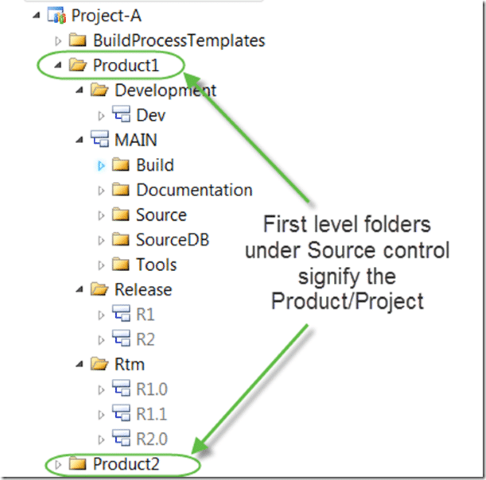 Project-A
BuildProcessTemplates
Product1
Development
Dev
MAIN
Build
Documentation
Source
SourceDB
Tools
Release
R1
R2
Rtm
R1.0
R1.1
R2.0
Product2
First level folders
under Source control
signify the
Product/Project